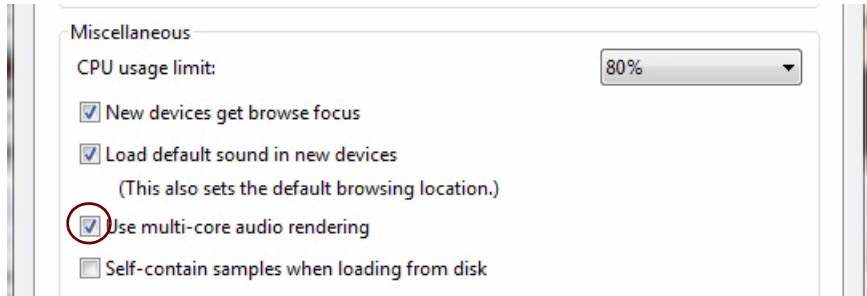 Miscellaneous
CPU usage limit: 80%
New devices get browse focus
Load default sound in new devices
(This also sets the default browsing location.)
Use multi-core audio rendering
Self-contain samples when loading from disk